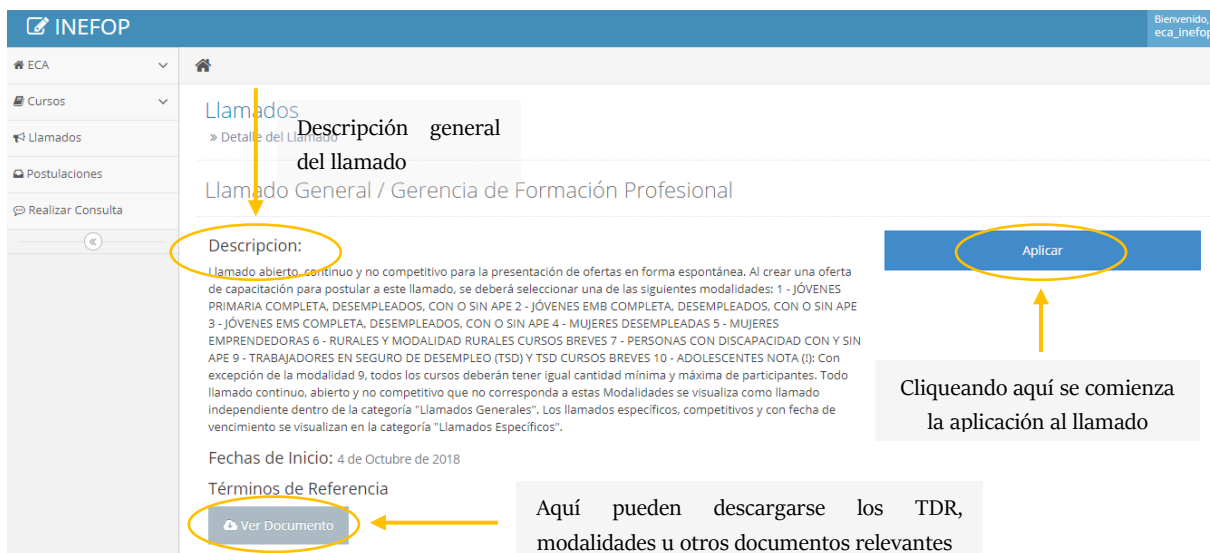 INEFOP
Bienvenido,
eca_inefop
ECA
Cursos
Llamados
Postulaciones
Realizar Consulta
Llamados
» Detalle del Llamado
Descripción general
del llamado
Llamado General / Gerencia de Formación Profesional
Descripcion:
Llamado abierto, continuo y no competitivo para la presentación de ofertas en forma espontánea. Al crear una oferta
de capacitación para postular a este llamado, se deberá seleccionar una de las siguientes modalidades: 1 - JÓVENES
PRIMARIA COMPLETA, DESEMPLEADOS, CON O SIN APE 2 - JÓVENES EMB COMPLETA, DESEMPLEADOS, CON O SIN APE
3 - JÓVENES EMS COMPLETA, DESEMPLEADOS, CON O SIN APE 4 - MUJERES DESEMPLEADAS 5 - MUJERES
EMPRENDEDORAS 6 - RURALES Y MODALIDAD RURALES CURSOS BREVES 7 - PERSONAS CON DISCAPACIDAD CON Y SIN
APE 9 - TRABAJADORES EN SEGURO DE DESEMPLEO (TSD) Y TSD CURSOS BREVES 10 - ADOLESCENTES NOTA (!): Con
excepción de la modalidad 9, todos los cursos deberán tener igual cantidad mínima y máxima de participantes. Todo
llamado continuo, abierto y no competitivo que no corresponda a estas Modalidades se visualiza como llamado
independiente dentro de la categoría "Llamados Generales". Los llamados específicos, competitivos y con fecha de
vencimiento se visualizan en la categoría "Llamados Específicos".
Aplicar
Cliqueando aquí se comienza
la aplicación al llamado
Fechas de Inicio: 4 de Octubre de 2018
Términos de Referencia
Ver Documento
Aquí pueden descargarse los TDR,
modalidades u otros documentos relevantes